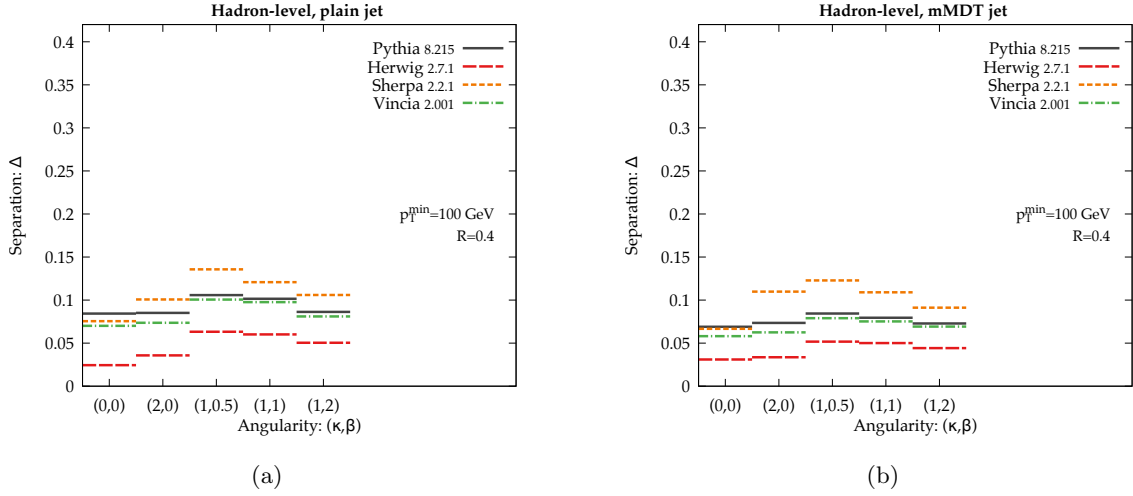 Hadron-level, plain jet
0.4
0.35
0.3
0.25
0.2
0.15
0.1
0.05
0
Separation: Δ
Pythia 8.215
Herwig 2.7.1
Sherpa 2.2.1
Vincia 2.001
p_T^min=100 GeV
R=0.4
(0,0) (2,0) (1,0.5) (1,1) (1,2)
Angularity: (κ,β)
(a)
Hadron-level, mMDT jet
0.4
0.35
0.3
0.25
0.2
0.15
0.1
0.05
0
Separation: Δ
Pythia 8.215
Herwig 2.7.1
Sherpa 2.2.1
Vincia 2.001
p_T^min=100 GeV
R=0.4
(0,0) (2,0) (1,0.5) (1,1) (1,2)
Angularity: (κ,β)
(b)